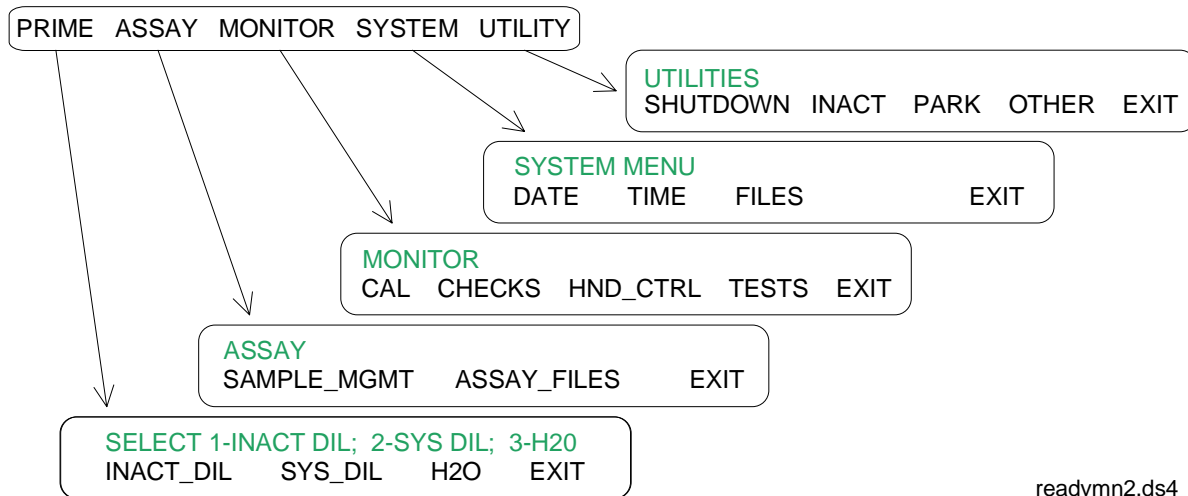 PRIME ASSAY MONITOR SYSTEM UTILITY
UTILITIES
SHUTDOWN INACT PARK OTHER EXIT
SYSTEM MENU
DATE TIME FILES EXIT
MONITOR
CAL CHECKS HND_CTRL TESTS EXIT
ASSAY
SAMPLE_MGMT ASSAY_FILES EXIT
SELECT 1-INACT DIL; 2-SYS DIL; 3-H20
INACT_DIL SYS_DIL H2O EXIT
readymn2.ds4